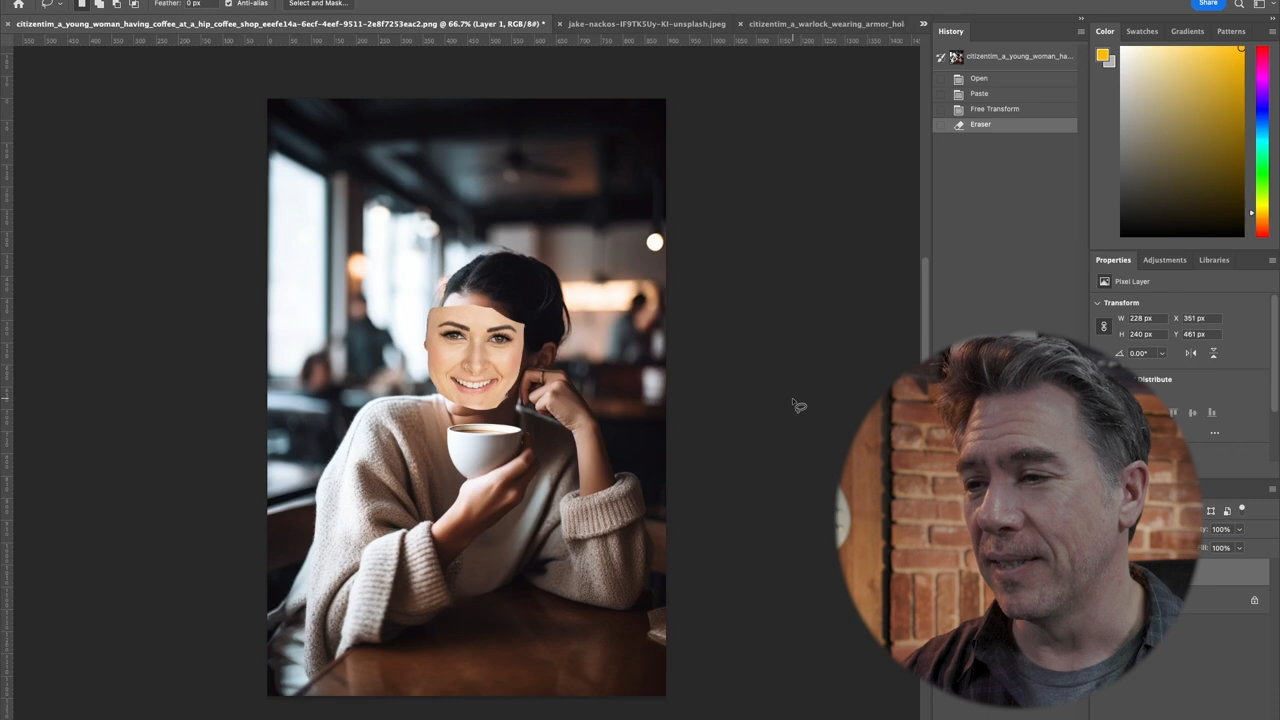 Feather: 0 px Anti-alias Select and Mask...
citizentim_a_young_woman_having_coffee_at_a_hip_coffee_shop_eeefe14a-6ecf-4eef-9511-2e8f7253eac2.png @ 66.7% (Layer 1, RGB/8#) *
jake-nackos-IF9TK5Uy-KI-unsplash.jpeg
citizentim_a_warlock_wearing_armor_hol
Share
History
citizentim_a_young_woman_ha...
Open
Paste
Free Transform
Eraser
Color Swatches Gradients Patterns
Properties Adjustments Libraries
Pixel Layer
Transform
W 228 px X 351 px
H 240 px Y 461 px
0.00°
Distribute
...
100%
100%